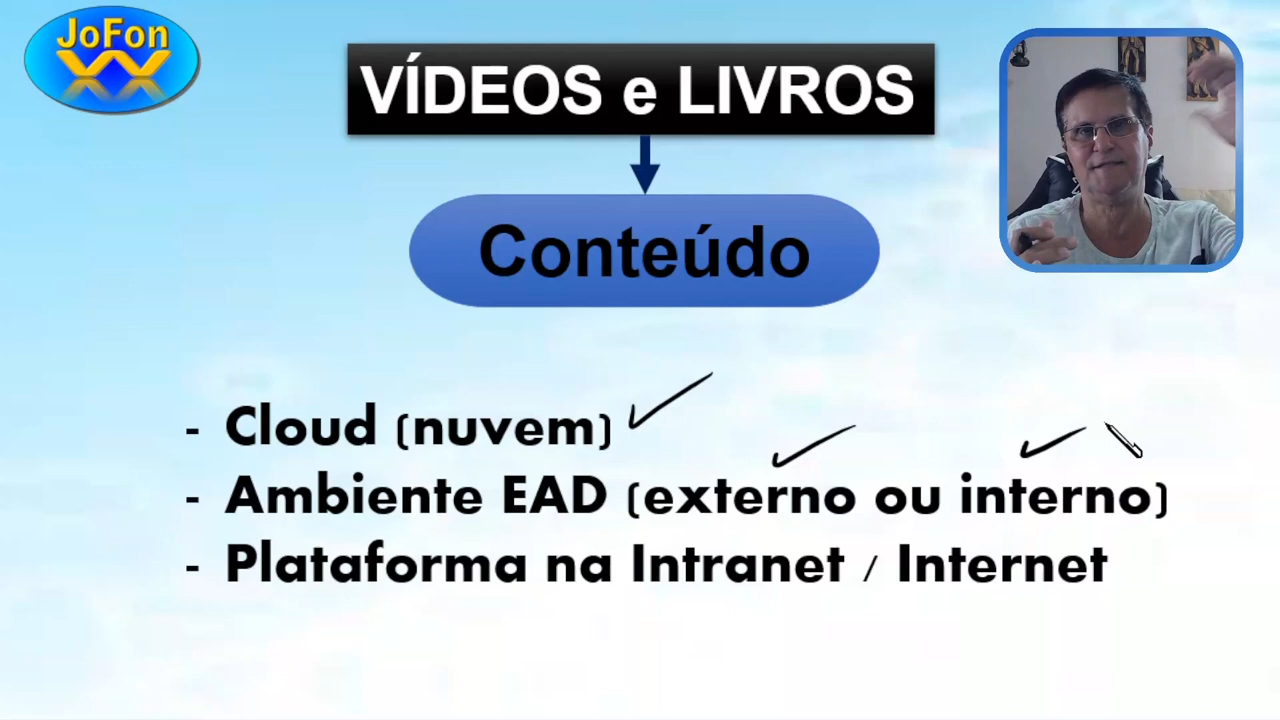 JoFon
VÍDEOS e LIVROS
Conteúdo
- Cloud (nuvem)
- Ambiente EAD (externo ou interno)
- Plataforma na Intranet / Internet